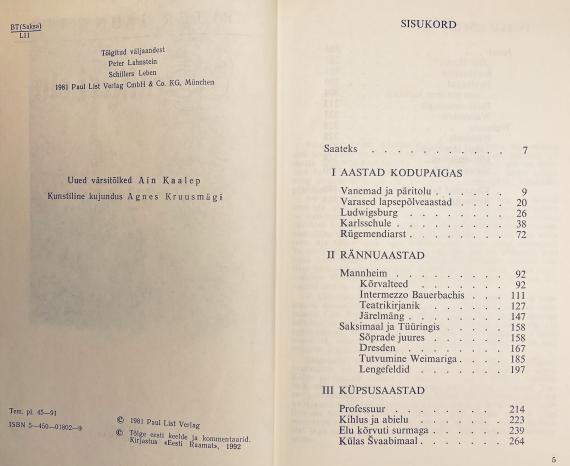 BT(Saksa)
L11
Tõlgitud väljaandest
Peter Lahnstein
Schillers Leben
1981 Paul List Verlag GmbH & Co. KG, München
Uued värsitõlked Ain Kaalep
Kunstiline kujundus Agnes Kruusmägi
Tem. pl. 45—91
ISBN 5—450—01802—9
© 1981 Paul List Verlag
© Tõlge eesti keelde ja kommentaarid.
Kirjastus «Eesti Raamat», 1992
SISUKORD
Saateks . . . . . . . . . . . 7
I AASTAD KODUPAIGAS
Vanemad ja päritolu . . . . . . 9
Varased lapsepõlveaastad . . . . 20
Ludwigsburg . . . . . . . . 26
Karlsschule . . . . . . . . 38
Rügemendiarst . . . . . . . . 72
II RÄNNUAASTAD
Mannheim . . . . . . . . . 92
Kõrvalteed . . . . . . . 92
Intermezzo Bauerbachis . . . 111
Teatrikirjanik . . . . . . 127
Järelmäng . . . . . . . . 147
Saksimaal ja Tüüringis . . . . . 158
Sõprade juures . . . . . . 158
Dresden . . . . . . . . 167
Tutvumine Weimariga . . . . 185
Lengefeldid . . . . . . . 197
III KÜPSUSAASTAD
Professuur . . . . . . . . . 214
Kihlus ja abielu . . . . . . . 223
Elu kõrvuti surmaga . . . . . . 239
Külas Švaabimaal . . . . . . . 264
5